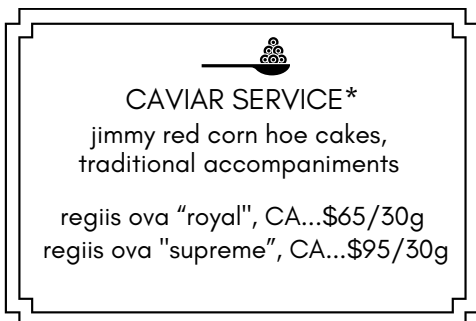 CAVIAR SERVICE*
jimmy red corn hoe cakes,
traditional accompaniments
regiis ova “royal", CA...$65/30g
regiis ova "supreme”, CA...$95/30g